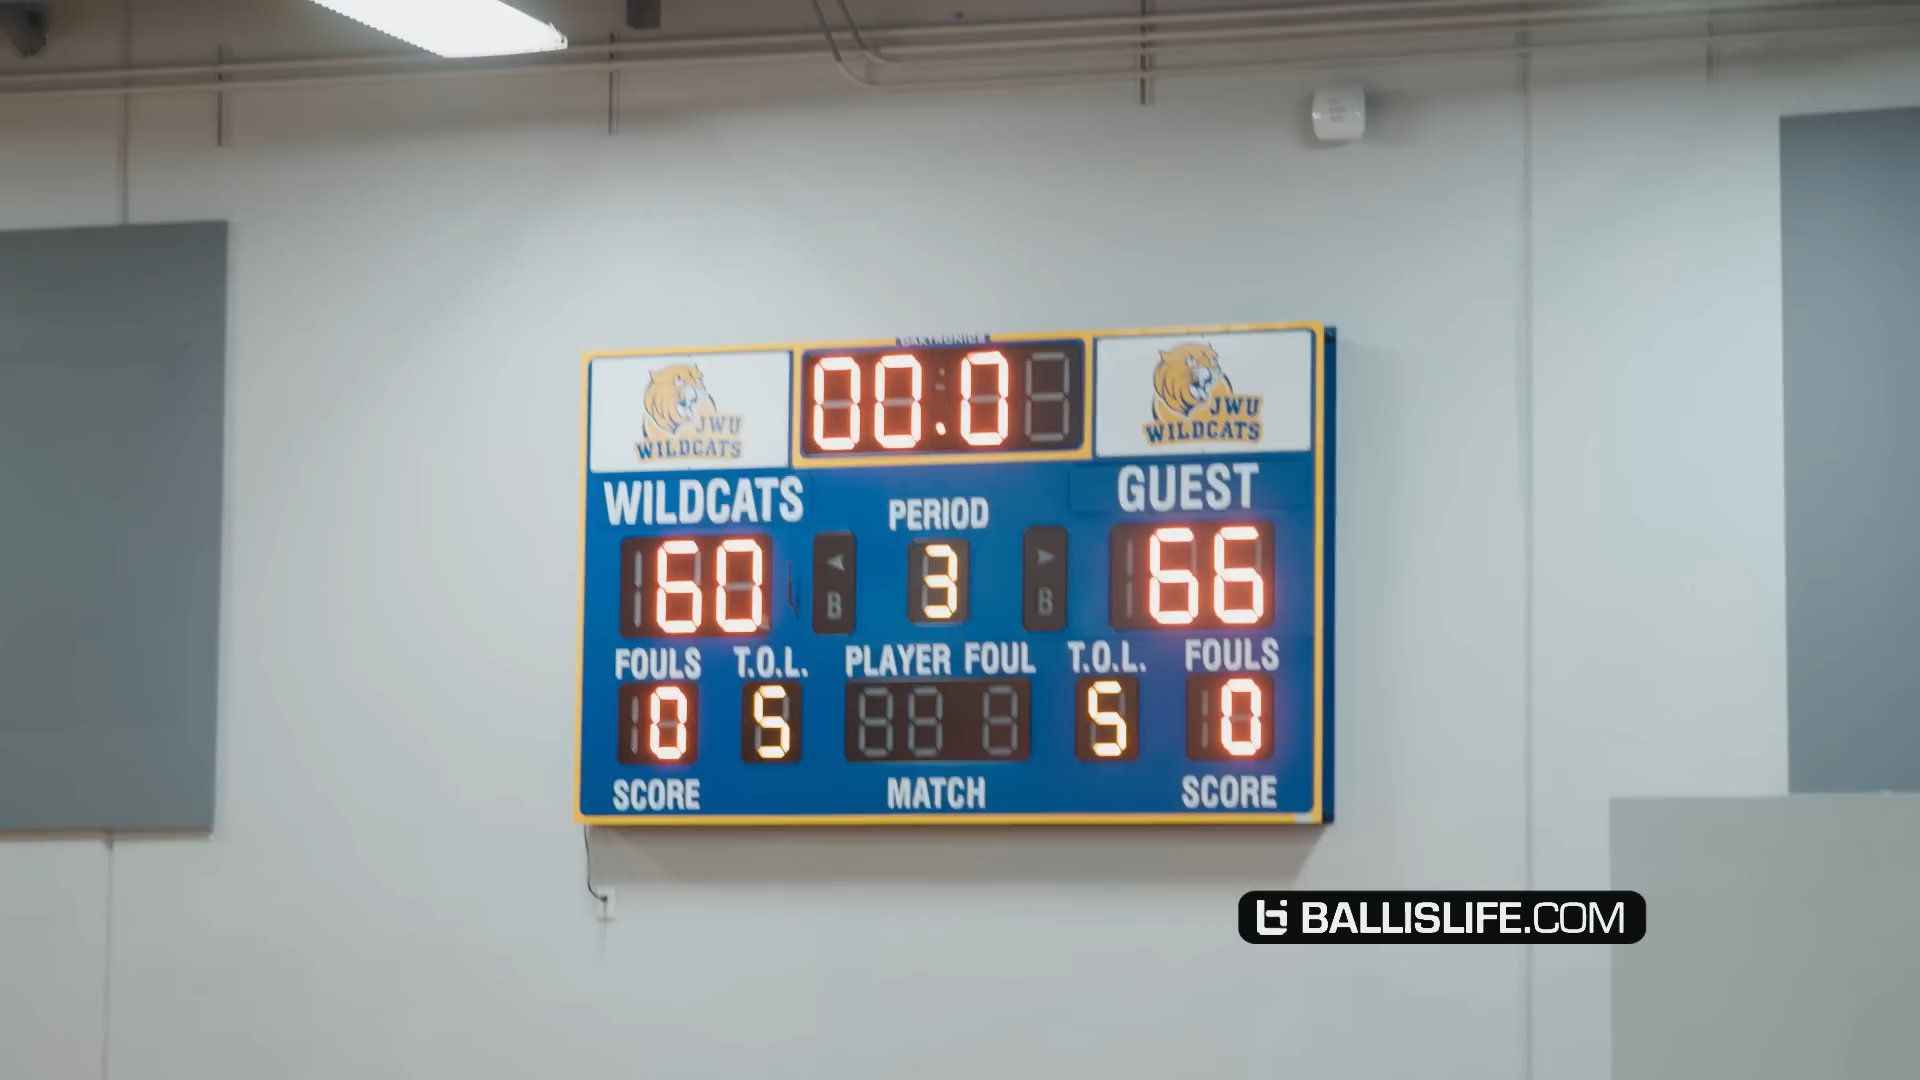 DAKTRONICS
JWU
WILDCATS
00.0
JWU
WILDCATS
WILDCATS
PERIOD
GUEST
60
B
3
B
66
FOULS T.O.L. PLAYER FOUL T.O.L. FOULS
0 5 5 0
SCORE MATCH SCORE
BALLISLIFE.COM